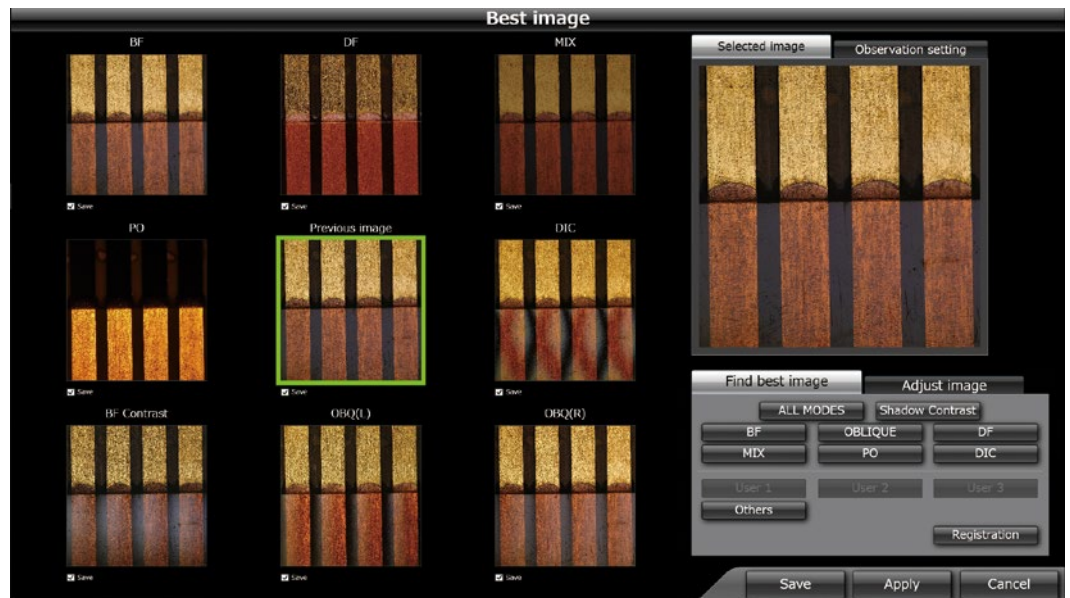 Best image
BF
DF
MIX
Save
Save
Save
PO
Previous image
DIC
Save
Save
Save
BF Contrast
OBQ(L)
OBQ(R)
Save
Save
Save
Selected image
Observation setting
Find best image
Adjust image
ALL MODES
Shadow Contrast
BF
OBLIQUE
DF
MIX
PO
DIC
User 1
User 2
User 3
Others
Registration
Save
Apply
Cancel